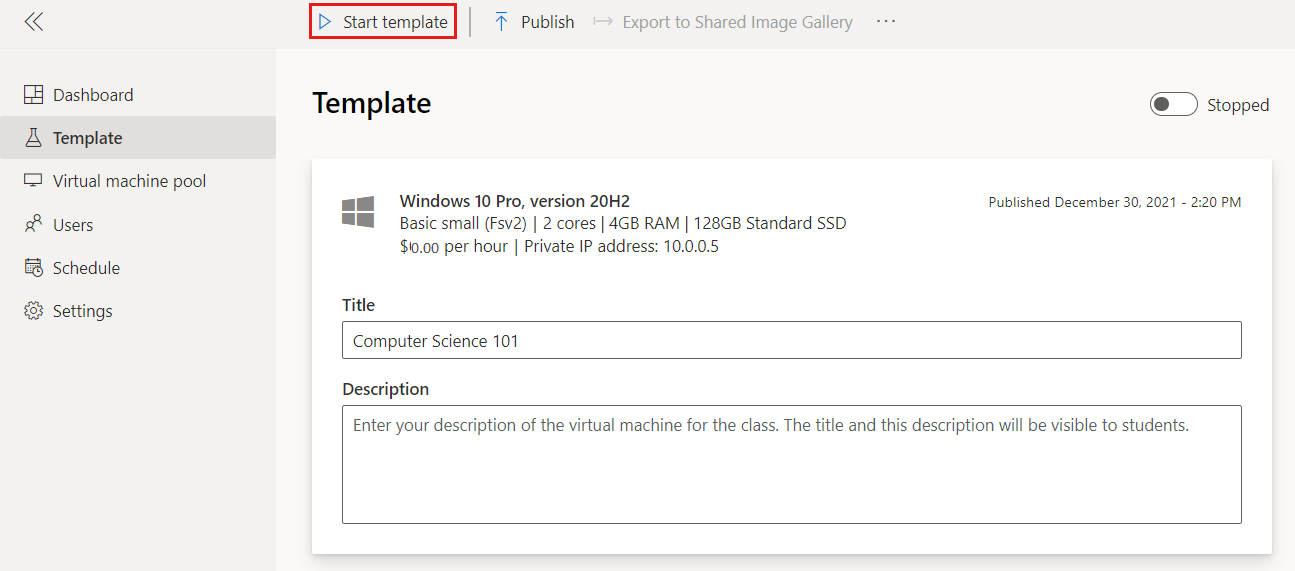 Start template
Publish
Export to Shared Image Gallery
Dashboard
Template
Virtual machine pool
Users
Schedule
Settings
Template
Stopped
Windows 10 Pro, version 20H2
Published December 30, 2021 - 2:20 PM
Basic small (Fsv2) | 2 cores | 4GB RAM | 128GB Standard SSD
$0.00 per hour | Private IP address: 10.0.0.5
Title
Computer Science 101
Description
Enter your description of the virtual machine for the class. The title and this description will be visible to students.